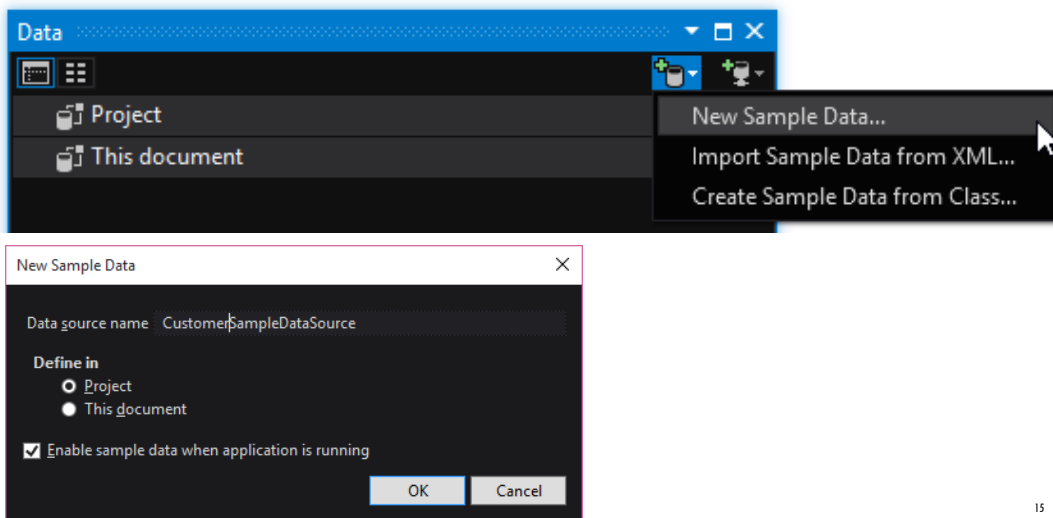 Data
Project
This document
New Sample Data...
Import Sample Data from XML...
Create Sample Data from Class...
New Sample Data
Data source name CustomerSampleDataSource
Define in
Project
This document
Enable sample data when application is running
OK Cancel
15